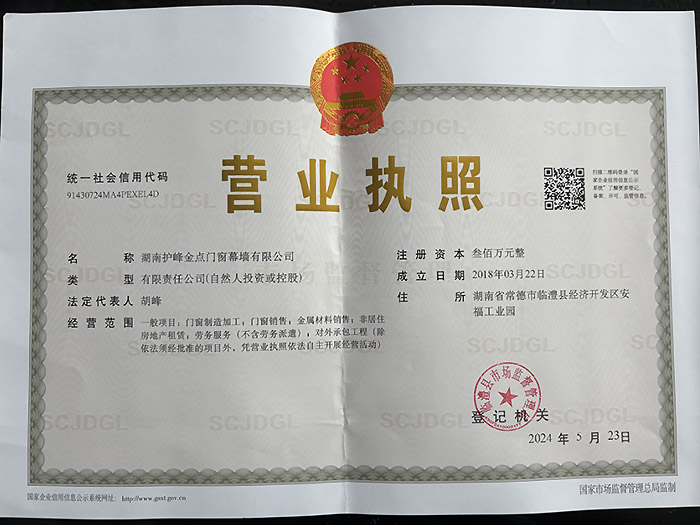 统一社会信用代码
91430724MA4PEXEL4D
营业执照
扫描二维码登录“国
家企业信用信息公示
系统”了解更多登记、
备案、许可、监管信息。
名称 湖南护峰金点门窗幕墙有限公司
类型 有限责任公司(自然人投资或控股)
法定代表人 胡峰
经营范围 一般项目：门窗制造加工；门窗销售；金属材料销售；非居住
房地产租赁；劳务服务（不含劳务派遣）；对外承包工程（除
依法须经批准的项目外，凭营业执照依法自主开展经营活动）
注册资本 叁佰万元整
成立日期 2018年03月22日
住所 湖南省常德市临澧县经济开发区安
福工业园
临澧县市场监督管理局
登记机关
2024 年 5 月 23日
国家企业信用信息公示系统网址：http://www.gsxt.gov.cn
国家市场监督管理总局监制
SCJDGL